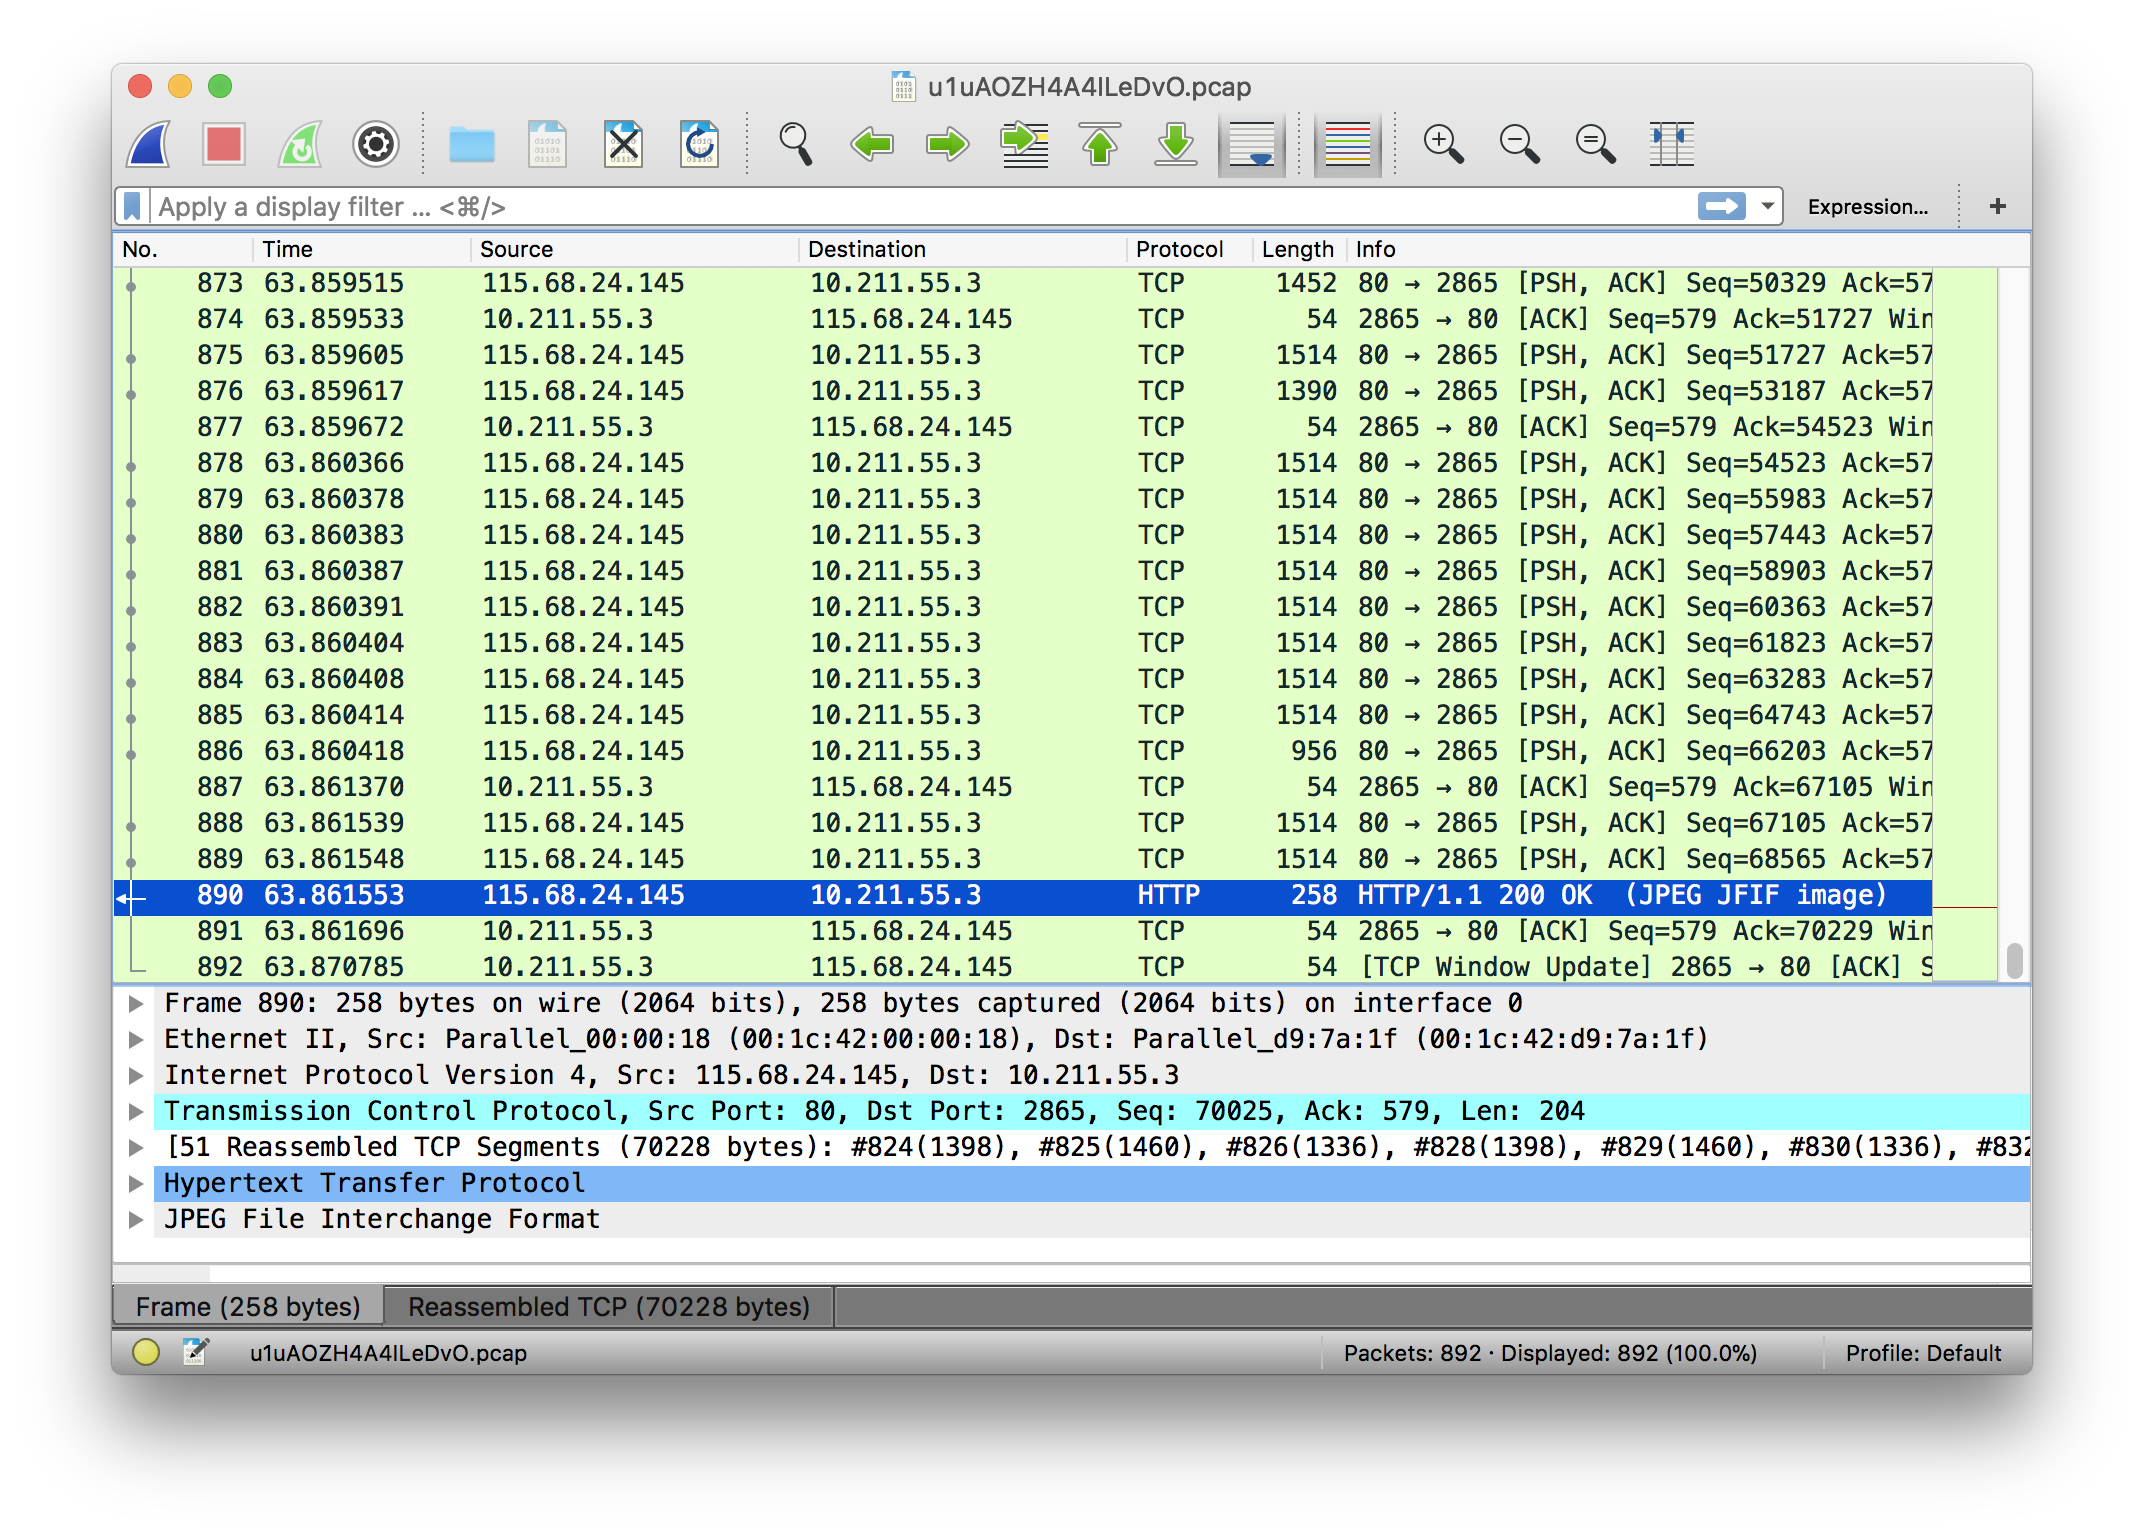 u1uAOZH4A4ILeDvO.pcap
Apply a display filter ... <⌘/>
Expression...
+
No. Time Source Destination Protocol Length Info
873 63.859515 115.68.24.145 10.211.55.3 TCP 1452 80 → 2865 [PSH, ACK] Seq=50329 Ack=57
874 63.859533 10.211.55.3 115.68.24.145 TCP 54 2865 → 80 [ACK] Seq=579 Ack=51727 Win
875 63.859605 115.68.24.145 10.211.55.3 TCP 1514 80 → 2865 [PSH, ACK] Seq=51727 Ack=57
876 63.859617 115.68.24.145 10.211.55.3 TCP 1390 80 → 2865 [PSH, ACK] Seq=53187 Ack=57
877 63.859672 10.211.55.3 115.68.24.145 TCP 54 2865 → 80 [ACK] Seq=579 Ack=54523 Win
878 63.860366 115.68.24.145 10.211.55.3 TCP 1514 80 → 2865 [PSH, ACK] Seq=54523 Ack=57
879 63.860378 115.68.24.145 10.211.55.3 TCP 1514 80 → 2865 [PSH, ACK] Seq=55983 Ack=57
880 63.860383 115.68.24.145 10.211.55.3 TCP 1514 80 → 2865 [PSH, ACK] Seq=57443 Ack=57
881 63.860387 115.68.24.145 10.211.55.3 TCP 1514 80 → 2865 [PSH, ACK] Seq=58903 Ack=57
882 63.860391 115.68.24.145 10.211.55.3 TCP 1514 80 → 2865 [PSH, ACK] Seq=60363 Ack=57
883 63.860404 115.68.24.145 10.211.55.3 TCP 1514 80 → 2865 [PSH, ACK] Seq=61823 Ack=57
884 63.860408 115.68.24.145 10.211.55.3 TCP 1514 80 → 2865 [PSH, ACK] Seq=63283 Ack=57
885 63.860414 115.68.24.145 10.211.55.3 TCP 1514 80 → 2865 [PSH, ACK] Seq=64743 Ack=57
886 63.860418 115.68.24.145 10.211.55.3 TCP 956 80 → 2865 [PSH, ACK] Seq=66203 Ack=57
887 63.861370 10.211.55.3 115.68.24.145 TCP 54 2865 → 80 [ACK] Seq=579 Ack=67105 Win
888 63.861539 115.68.24.145 10.211.55.3 TCP 1514 80 → 2865 [PSH, ACK] Seq=67105 Ack=57
889 63.861548 115.68.24.145 10.211.55.3 TCP 1514 80 → 2865 [PSH, ACK] Seq=68565 Ack=57
890 63.861553 115.68.24.145 10.211.55.3 HTTP 258 HTTP/1.1 200 OK (JPEG JFIF image)
891 63.861696 10.211.55.3 115.68.24.145 TCP 54 2865 → 80 [ACK] Seq=579 Ack=70229 Win
892 63.870785 10.211.55.3 115.68.24.145 TCP 54 [TCP Window Update] 2865 → 80 [ACK] S
Frame 890: 258 bytes on wire (2064 bits), 258 bytes captured (2064 bits) on interface 0
Ethernet II, Src: Parallel_00:00:18 (00:1c:42:00:00:18), Dst: Parallel_d9:7a:1f (00:1c:42:d9:7a:1f)
Internet Protocol Version 4, Src: 115.68.24.145, Dst: 10.211.55.3
Transmission Control Protocol, Src Port: 80, Dst Port: 2865, Seq: 70025, Ack: 579, Len: 204
[51 Reassembled TCP Segments (70228 bytes): #824(1398), #825(1460), #826(1336), #828(1398), #829(1460), #830(1336), #832
Hypertext Transfer Protocol
JPEG File Interchange Format
Frame (258 bytes) Reassembled TCP (70228 bytes)
u1uAOZH4A4ILeDvO.pcap Packets: 892 · Displayed: 892 (100.0%) Profile: Default